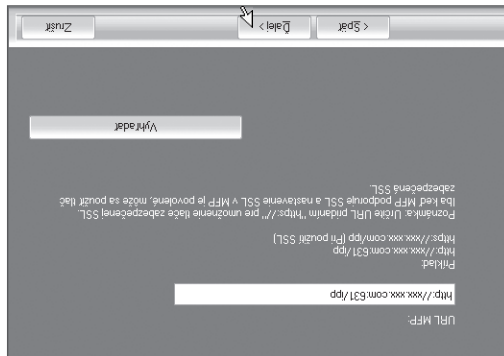 URL MFP:
http://xxx.xxx.com:631/ipp
Príklad:
http://xxx.xxx.com:631/ipp
https://xxx.xxx.com/ipp (Pri použití SSL)
Poznámka: Určite URL pridaním "https://" pre umožnenie tlače zabezpečenej SSL.
Iba keď MFP podporuje SSL a nastavenie SSL v MFP je povolené, môže sa použiť tlač
zabezpečená SSL.
Vyhľadať
< Späť
Ďalej >
Zrušiť